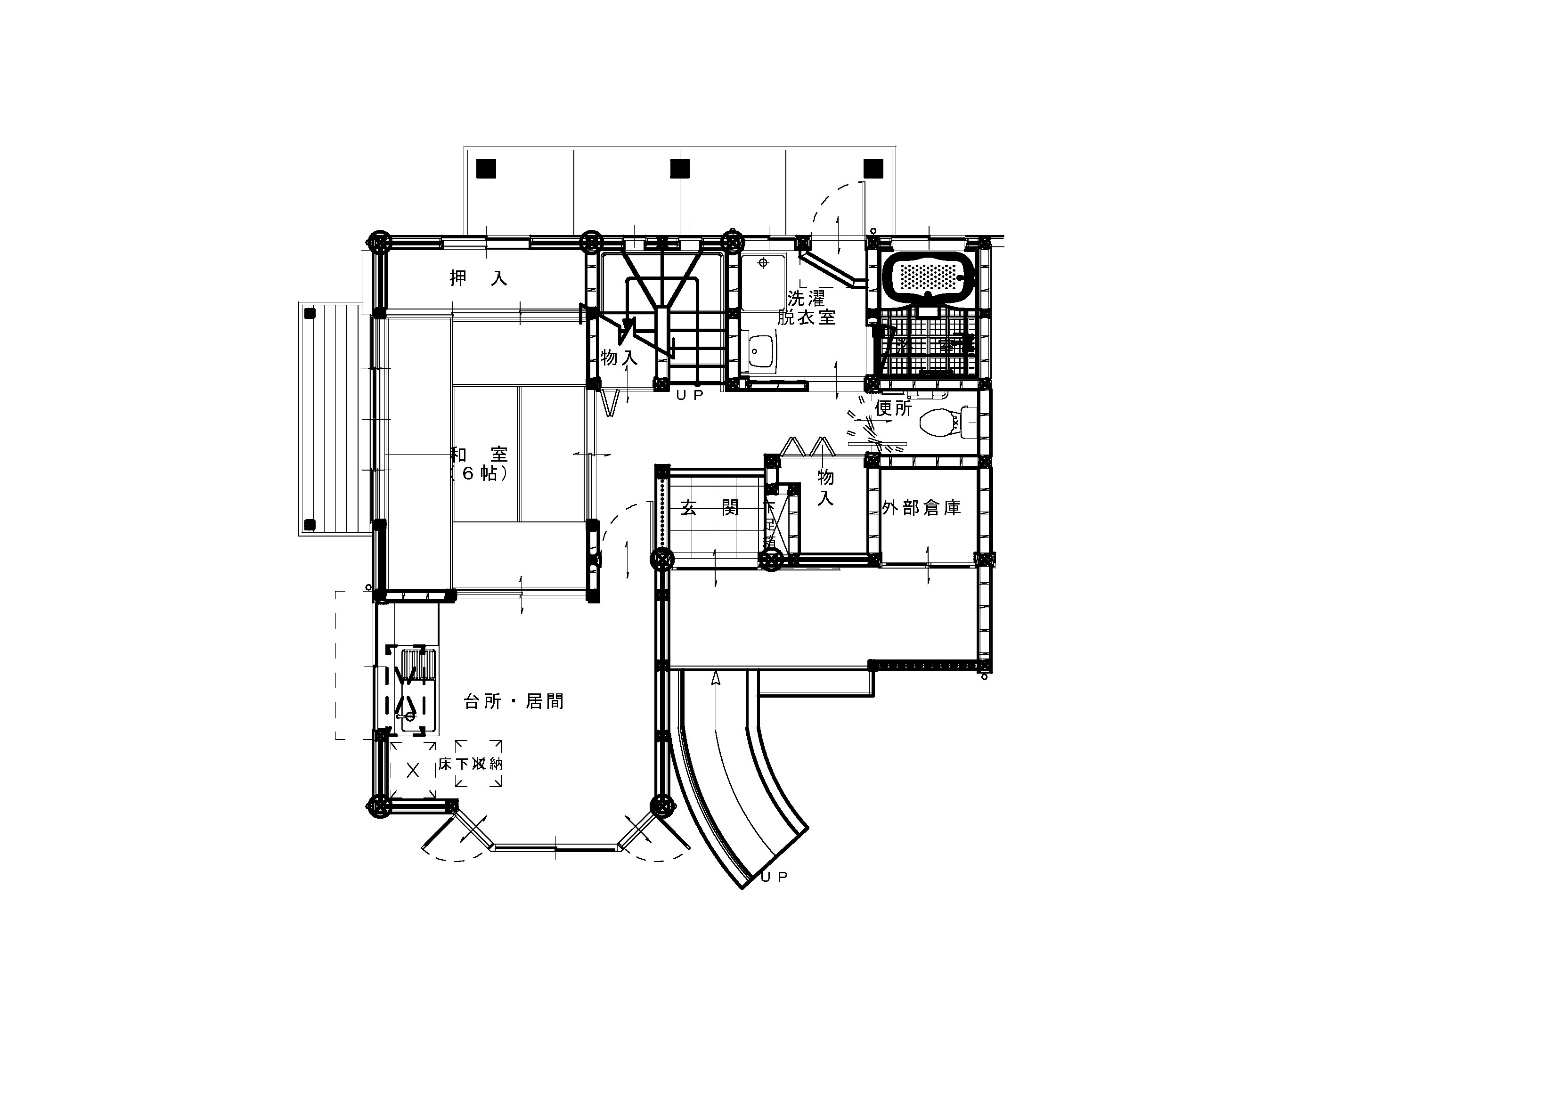 押 入
洗濯
脱衣室
物入
UP
便所
和 室
(6帖)
物
入
玄 関
下
足
箱
外部倉庫
台所・居間
床下収納
UP